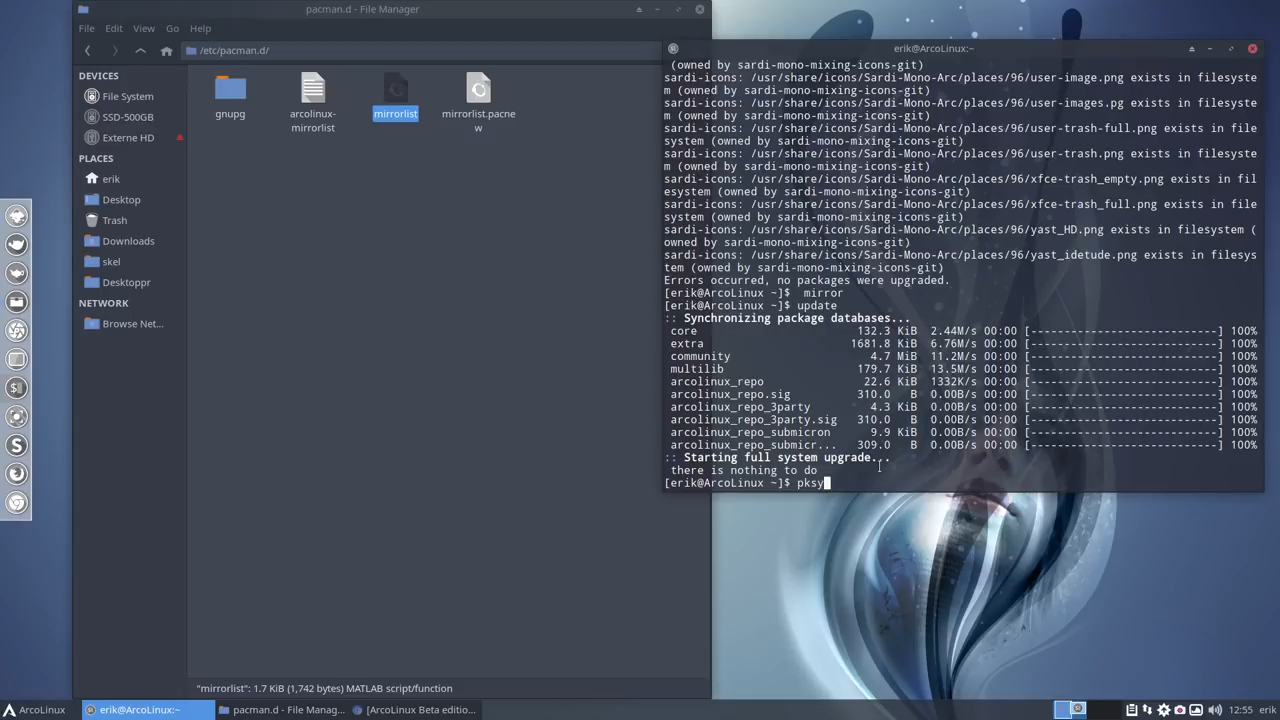 pacman.d - File Manager
File Edit View Go Help
/etc/pacman.d/
DEVICES
File System
SSD-500GB
Externe HD
PLACES
erik
Desktop
Trash
Downloads
skel
Desktoppr
NETWORK
Browse Net...
gnupg
arcolinux-
mirrorlist
mirrorlist
mirrorlist.pacne
w
"mirrorlist": 1.7 KiB (1,742 bytes) MATLAB script/function
erik@ArcoLinux:~
(owned by sardi-mono-mixing-icons-git)
sardi-icons: /usr/share/icons/Sardi-Mono-Arc/places/96/user-image.png exists in filesyste
m (owned by sardi-mono-mixing-icons-git)
sardi-icons: /usr/share/icons/Sardi-Mono-Arc/places/96/user-images.pg exists in filesyste
m (owned by sardi-mono-mixing-icons-git)
sardi-icons: /usr/share/icons/Sardi-Mono-Arc/places/96/user-trash-full.png exists in file
system (owned by sardi-mono-mixing-icons-git)
sardi-icons: /usr/share/icons/Sardi-Mono-Arc/places/96/user-trash.png exists in filesyste
m (owned by sardi-mono-mixing-icons-git)
sardi-icons: /usr/share/icons/Sardi-Mono-Arc/places/96/xfce-trash_empty.png exists in fil
esystem (owned by sardi-mono-mixing-icons-git)
sardi-icons: /usr/share/icons/Sardi-Mono-Arc/places/96/xfce-trash_full.png exists in file
system (owned by sardi-mono-mixing-icons-git)
sardi-icons: /usr/share/icons/Sardi-Mono-Arc/places/96/yast_HD.png exists in filesystem (
owned by sardi-mono-mixing-icons-git)
sardi-icons: /usr/share/icons/Sardi-Mono-Arc/places/96/yast_idetude.png exists in filesys
tem (owned by sardi-mono-mixing-icons-git)
Errors occurred, no packages were upgraded.
[erik@ArcoLinux ~]$  mirror
[erik@ArcoLinux ~]$ update
:: Synchronizing package databases...
core 132.3 KiB 2.44M/s 00:00 [----------------------------] 100%
extra 1681.8 KiB 6.76M/s 00:00 [----------------------------] 100%
community 4.7 MiB 11.2M/s 00:00 [----------------------------] 100%
multilib 179.7 KiB 13.5M/s 00:00 [----------------------------] 100%
arcolinux_repo 22.6 KiB 1332K/s 00:00 [----------------------------] 100%
arcolinux_repo.sig 310.0 B 0.00B/s 00:00 [----------------------------] 100%
arcolinux_repo_3party 4.3 KiB 0.00B/s 00:00 [----------------------------] 100%
arcolinux_repo_3party.sig 310.0 B 0.00B/s 00:00 [----------------------------] 100%
arcolinux_repo_submicron 9.9 KiB 0.00B/s 00:00 [----------------------------] 100%
arcolinux_repo_submicr... 309.0 B 0.00B/s 00:00 [----------------------------] 100%
:: Starting full system upgrade...
there is nothing to do
[erik@ArcoLinux ~]$ pksy
ArcoLinux
erik@ArcoLinux:~
pacman.d - File Manag...
[ArcoLinux Beta editio...
12:55
erik